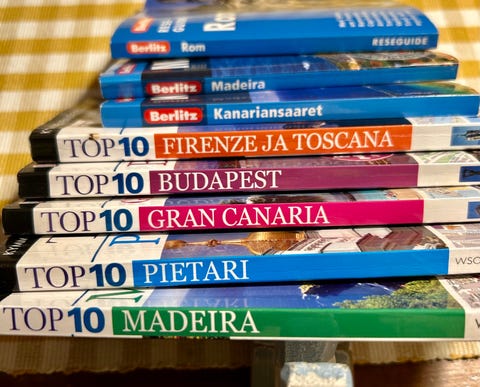 Berlitz Rom RESEGUIDE
Berlitz Madeira
Berlitz Kanariansaaret
TOP 10 FIRENZE JA TOSCANA
TOP 10 BUDAPEST
TOP 10 GRAN CANARIA
TOP 10 PIETARI
TOP 10 MADEIRA